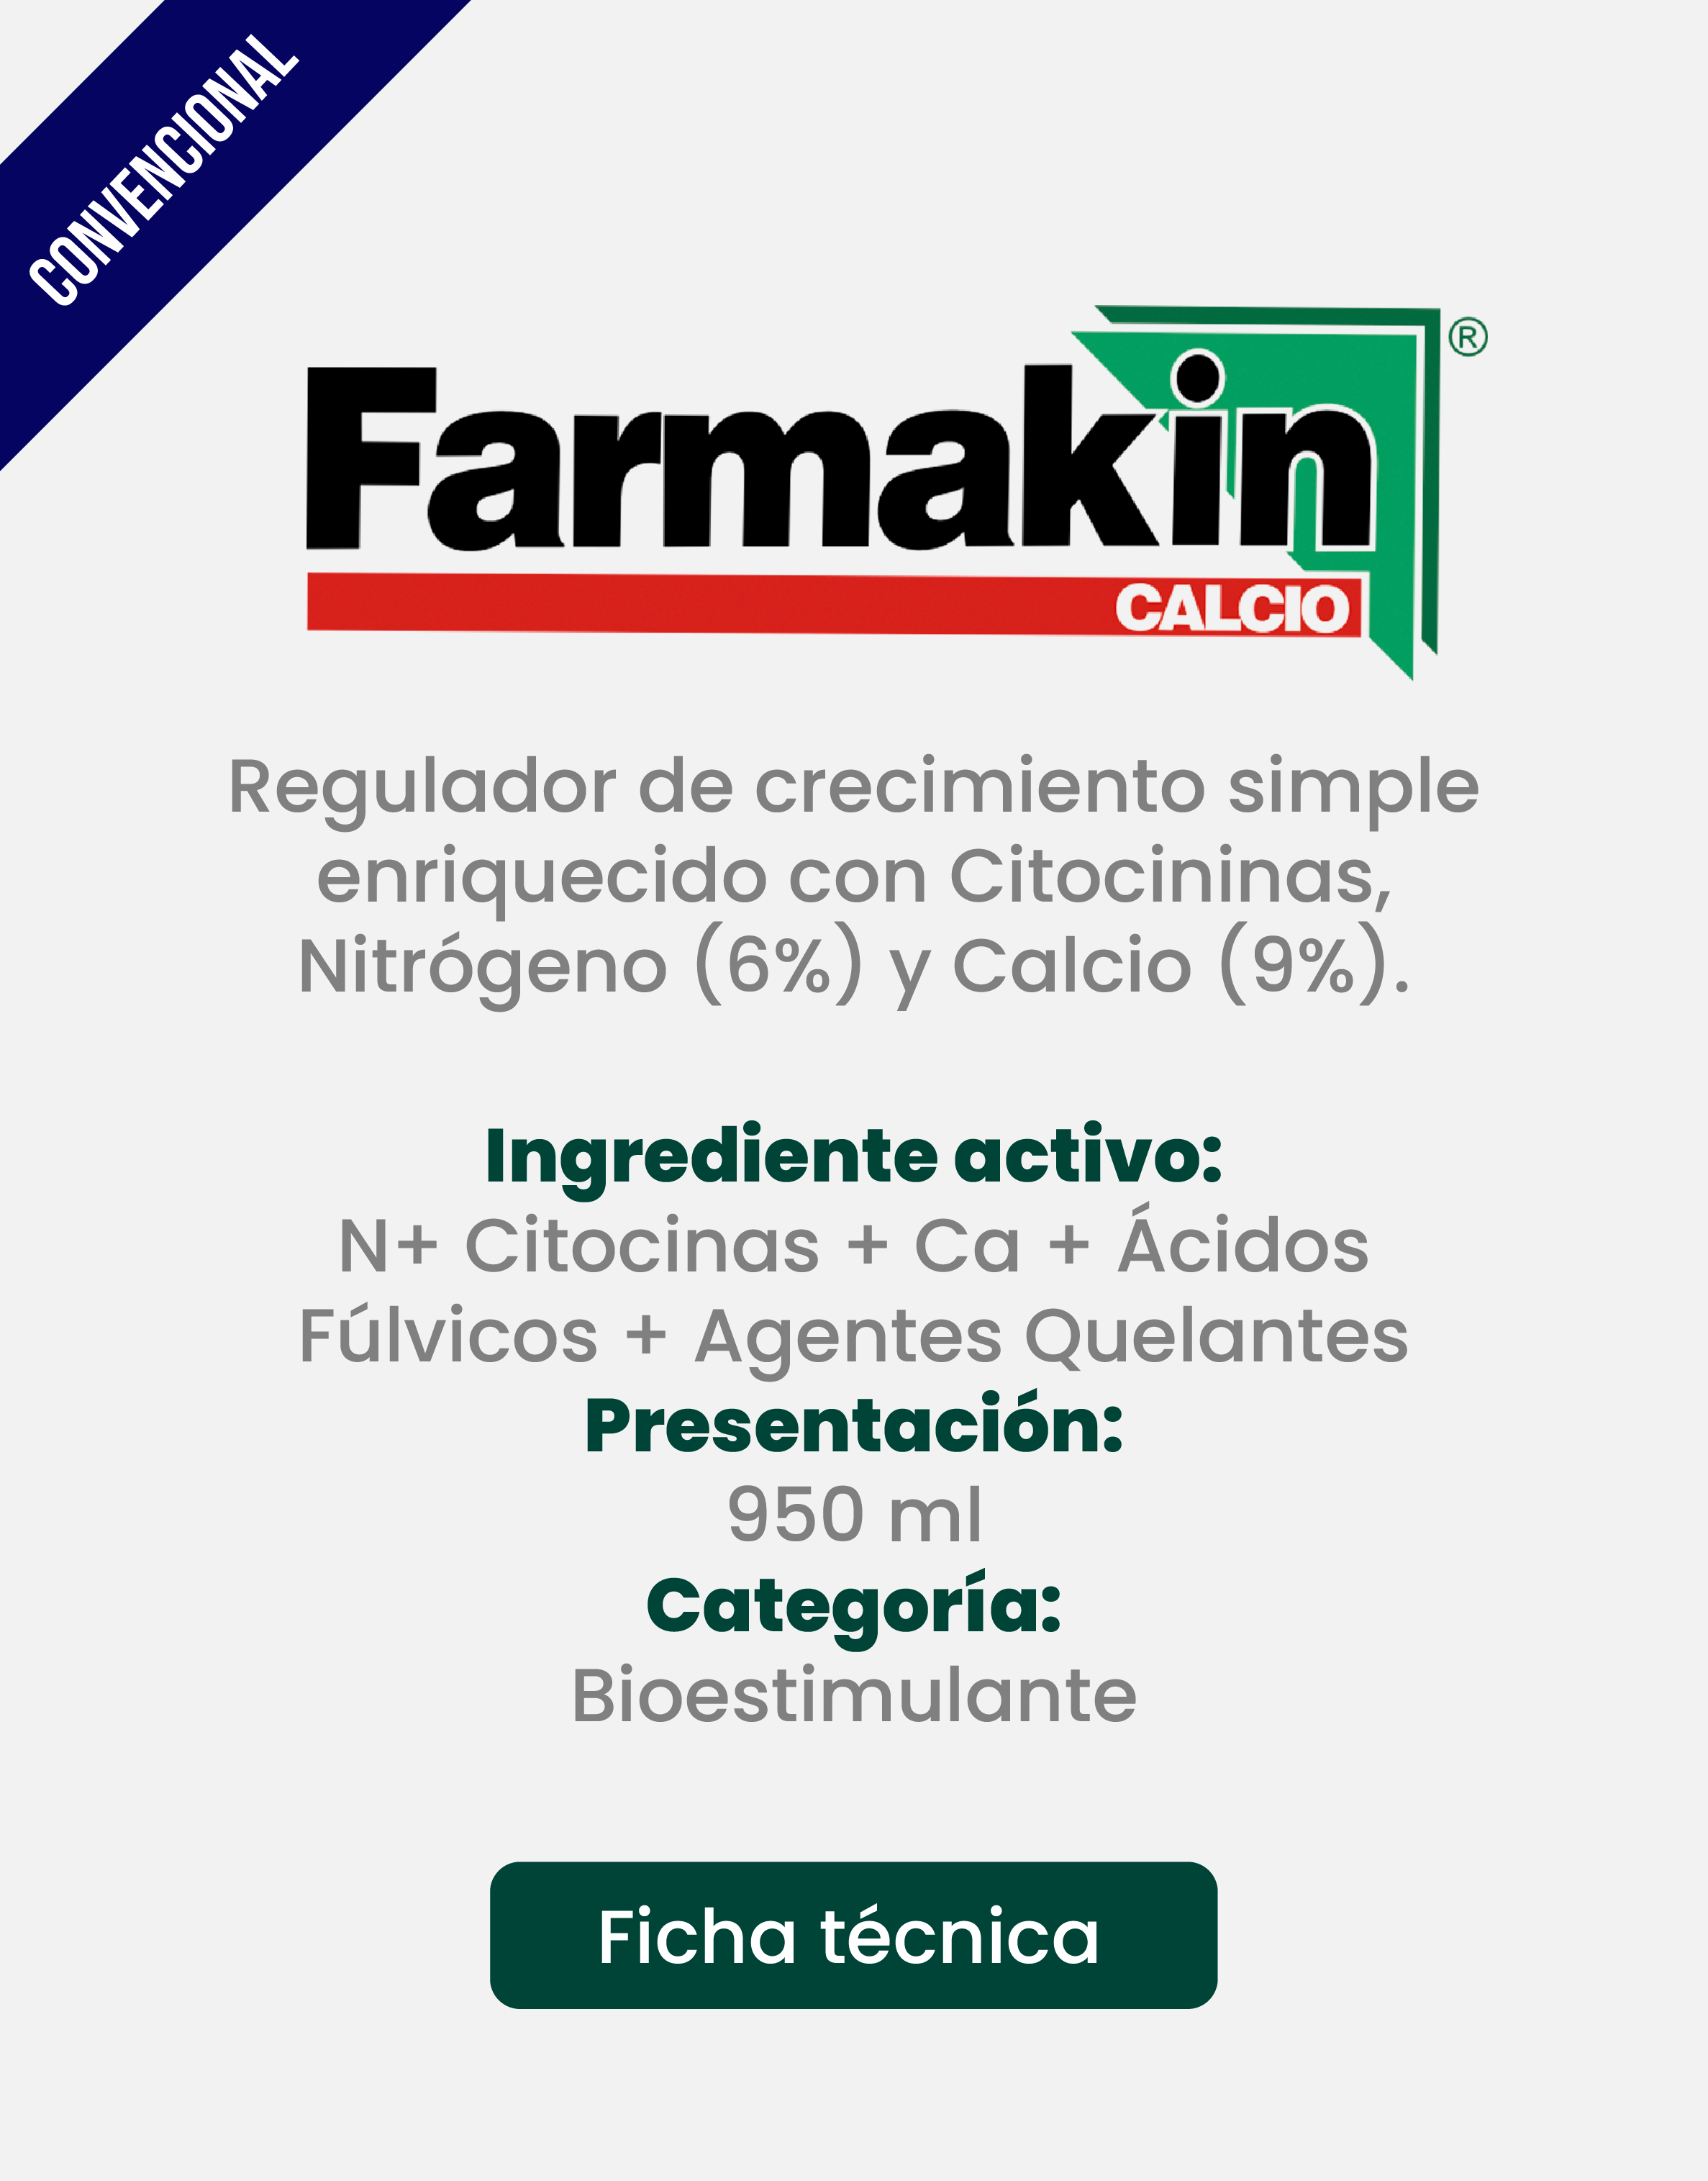 CONVENCIONAL
Farmakin ®
CALCIO
Regulador de crecimiento simple
enriquecido con Citocininas,
Nitrógeno (6%) y Calcio (9%).
Ingrediente activo:
N+ Citocinas + Ca + Ácidos
Fúlvicos + Agentes Quelantes
Presentación:
950 ml
Categoría:
Bioestimulante
Ficha técnica